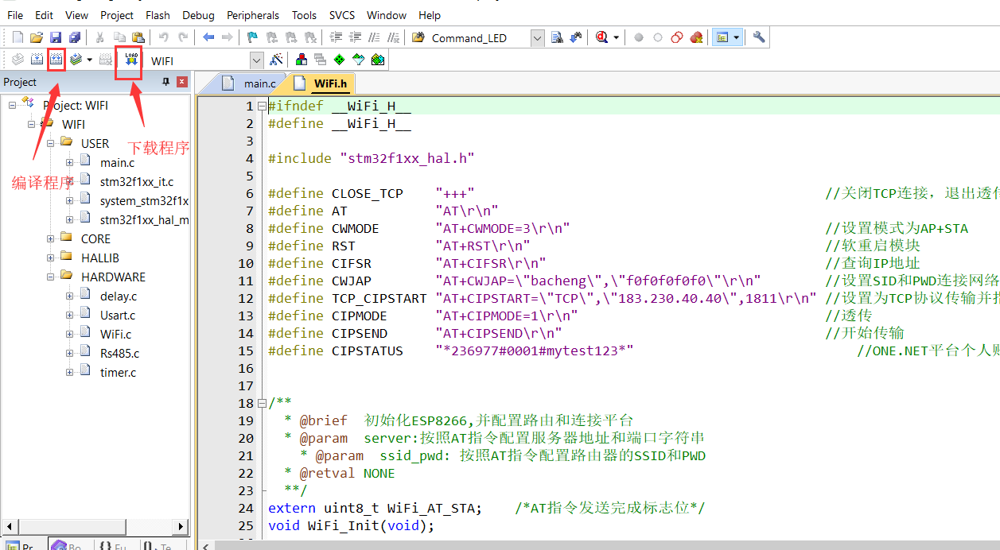 File Edit View Project Flash Debug Peripherals Tools SVCS Window Help
Command_LED
LOAD
WIFI
Project
main.c
WiFi.h
Project: WIFI
WIFI
USER
下载程序
main.c
编译程序
stm32f1xx_it.c
system_stm32f1x
stm32f1xx_hal_m
CORE
HALLIB
HARDWARE
delay.c
Usart.c
WiFi.c
Rs485.c
timer.c
Pr
Bo
{} Fu
Te
1 #ifndef __WiFi_H__
2 #define __WiFi_H__
3
4 #include "stm32f1xx_hal.h"
5
6 #define CLOSE_TCP "+++" //关闭TCP连接，退出透传
7 #define AT "AT\r\n"
8 #define CWMODE "AT+CWMODE=3\r\n" //设置模式为AP+STA
9 #define RST "AT+RST\r\n" //软重启模块
10 #define CIFSR "AT+CIFSR\r\n" //查询IP地址
11 #define CWJAP "AT+CWJAP=\"bacheng\",\"f0f0f0f0f0\"\r\n" //设置SID和PWD连接网络
12 #define TCP_CIPSTART "AT+CIPSTART=\"TCP\",\"183.230.40.40\",1811\r\n" //设置为TCP协议传输并指
13 #define CIPMODE "AT+CIPMODE=1\r\n" //透传
14 #define CIPSEND "AT+CIPSEND\r\n" //开始传输
15 #define CIPSTATUS "*236977#0001#mytest123*" //ONE.NET平台个人账
16
17
18 /**
19 * @brief 初始化ESP8266,并配置路由和连接平台
20 * @param server:按照AT指令配置服务器地址和端口字符串
21 * @param ssid_pwd: 按照AT指令配置路由器的SSID和PWD
22 * @retval NONE
23 **/
24 extern uint8_t WiFi_AT_STA; /*AT指令发送完成标志位*/
25 void WiFi_Init(void);